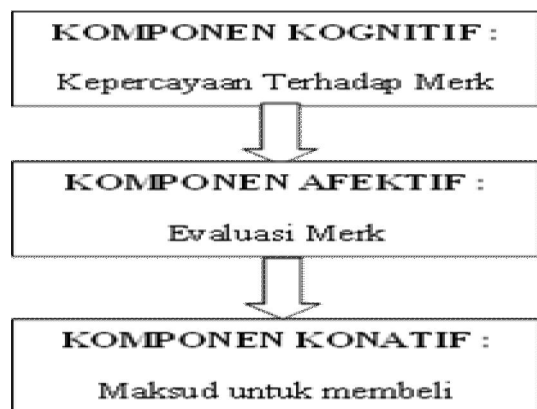 KOMPONEN KOGNITIF :
Kepercayaan Terhadap Merk
KOMPONEN AFEKTIF :
Evaluasi Merk
KOMPONEN KONATIF :
Maksud untuk membeli